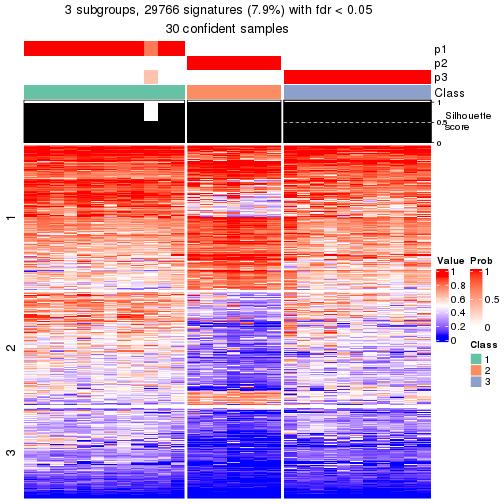 3 subgroups, 29766 signatures (7.9%) with fdr < 0.05
30 confident samples
p1
p2
p3
Class
1
0.5
0
Silhouette
score
1
2
3
Value
1
0.8
0.6
0.4
0.2
0
Prob
1
0.5
0
Class
1
2
3